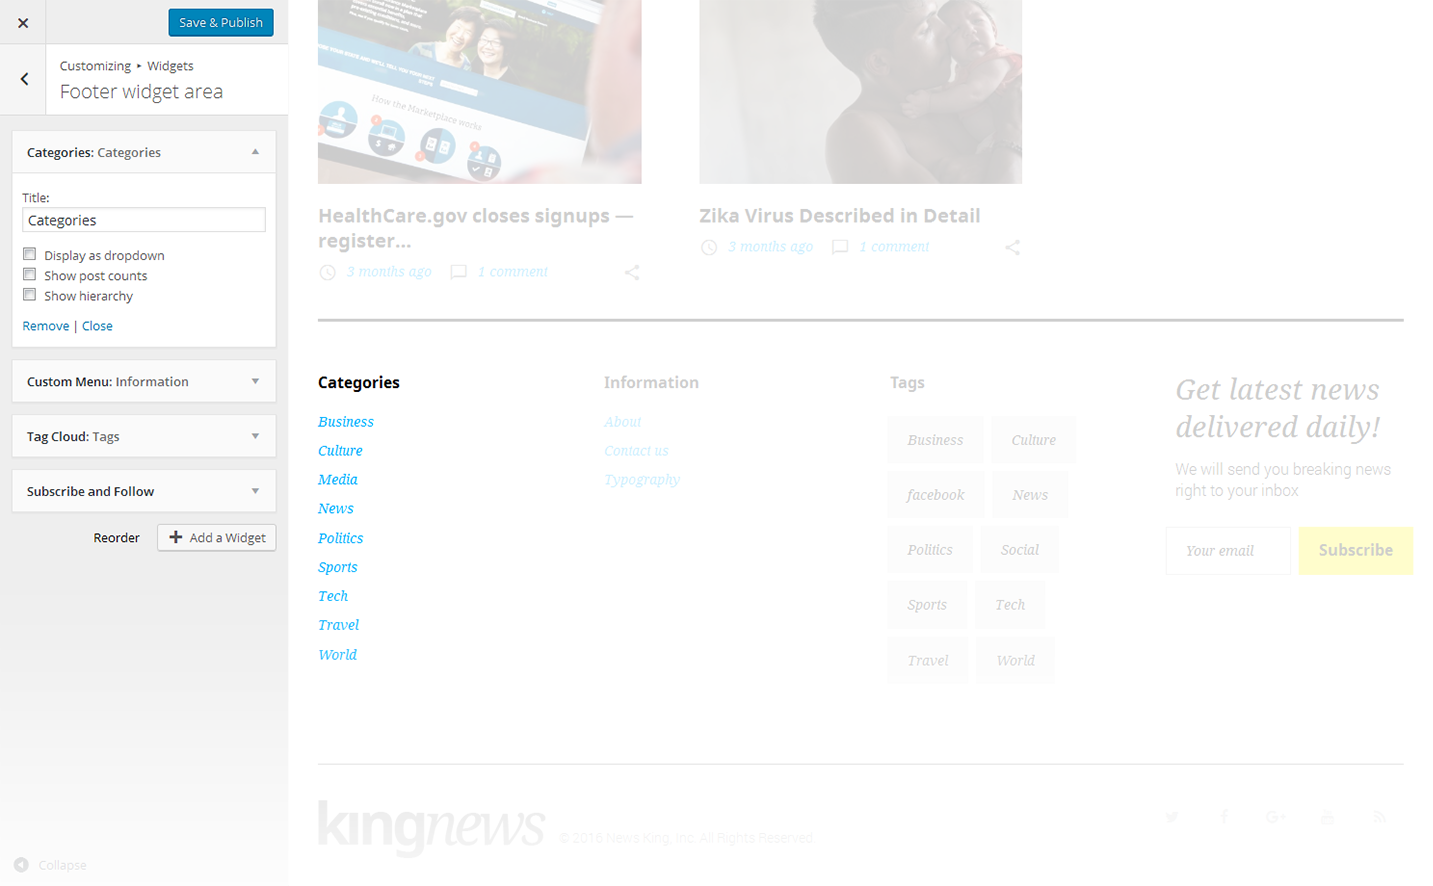 Save & Publish
Customizing ▸ Widgets
Footer widget area
Categories: Categories
Title:
Categories
Display as dropdown
Show post counts
Show hierarchy
Remove | Close
Custom Menu: Information
Tag Cloud: Tags
Subscribe and Follow
Reorder
Add a Widget
Collapse
How the Marketplace works
HealthCare.gov closes signups —
register...
3 months ago
1 comment
Zika Virus Described in Detail
3 months ago
1 comment
Categories
Business
Culture
Media
News
Politics
Sports
Tech
Travel
World
Information
About
Contact us
Typography
Tags
Business
Culture
facebook
News
Politics
Social
Sports
Tech
Travel
World
Get latest news
delivered daily!
We will send you breaking news
right to your inbox
Your email
Subscribe
kingnews
© 2016 News King, Inc. All Rights Reserved.